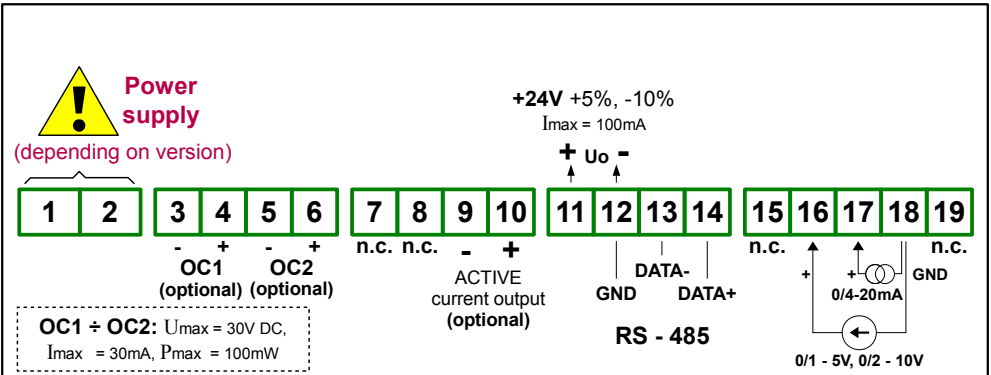 Power
supply
(depending on version)
+24V +5%, -10%
Imax = 100mA
+ Uo -
1 2 3 4 5 6 7 8 9 10 11 12 13 14 15 16 17 18 19
- + - + n.c. n.c. - + n.c. n.c.
OC1 OC2
(optional) (optional)
ACTIVE
current output
(optional)
GND DATA- DATA+
RS - 485
+ + GND
0/4-20mA
0/1 - 5V, 0/2 - 10V
OC1 ÷ OC2: Umax = 30V DC,
Imax = 30mA, Pmax = 100mW